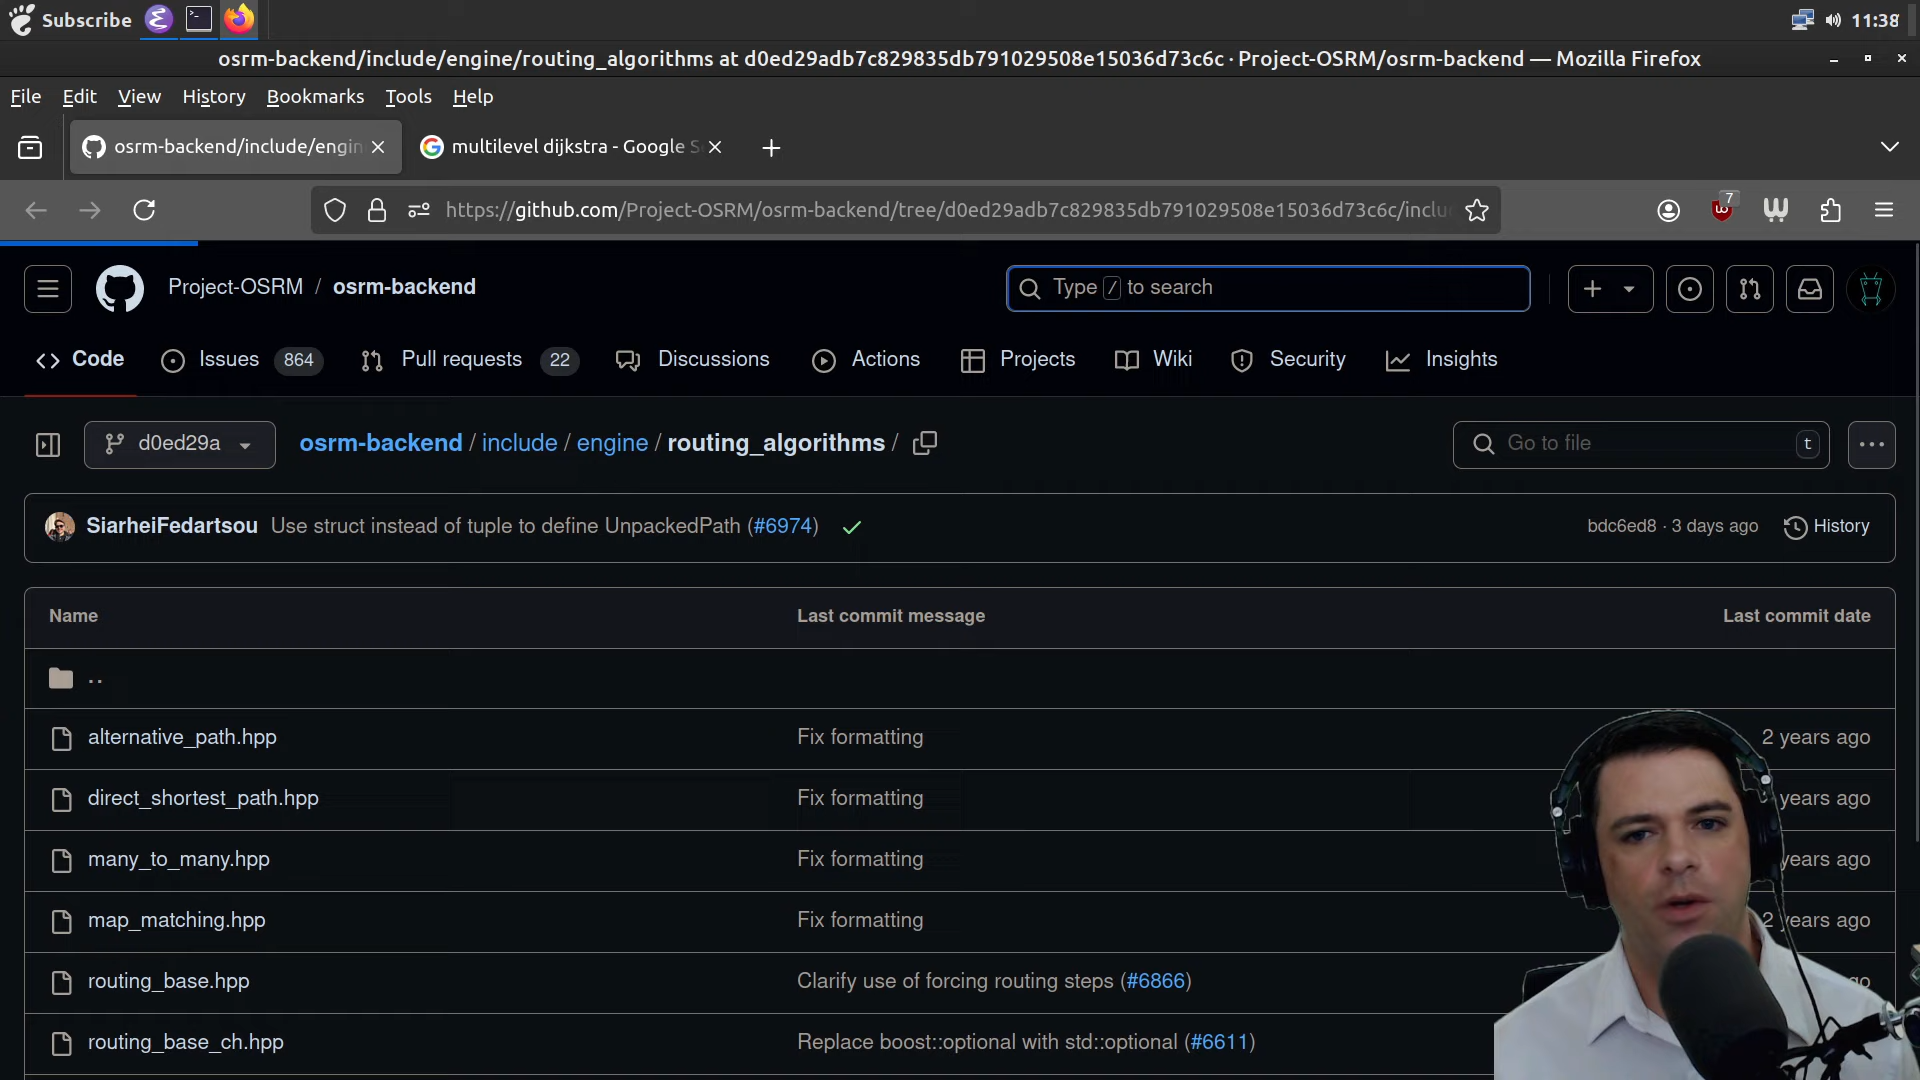 Subscribe
11:38
osrm-backend/include/engine/routing_algorithms at d0ed29adb7c829835db791029508e15036d73c6c · Project-OSRM/osrm-backend — Mozilla Firefox
File Edit View History Bookmarks Tools Help
osrm-backend/include/engin
multilevel dijkstra - Google S
https://github.com/Project-OSRM/osrm-backend/tree/d0ed29adb7c829835db791029508e15036d73c6c/inclu
7
Project-OSRM / osrm-backend
Type / to search
Code Issues 864 Pull requests 22 Discussions Actions Projects Wiki Security Insights
d0ed29a
osrm-backend / include / engine / routing_algorithms /
Go to file t
SiarheiFedartsou Use struct instead of tuple to define UnpackedPath (#6974)
bdc6ed8 · 3 days ago History
Name Last commit message Last commit date
..
alternative_path.hpp Fix formatting 2 years ago
direct_shortest_path.hpp Fix formatting years ago
many_to_many.hpp Fix formatting years ago
map_matching.hpp Fix formatting 2 years ago
routing_base.hpp Clarify use of forcing routing steps (#6866) ago
routing_base_ch.hpp Replace boost::optional with std::optional (#6611)